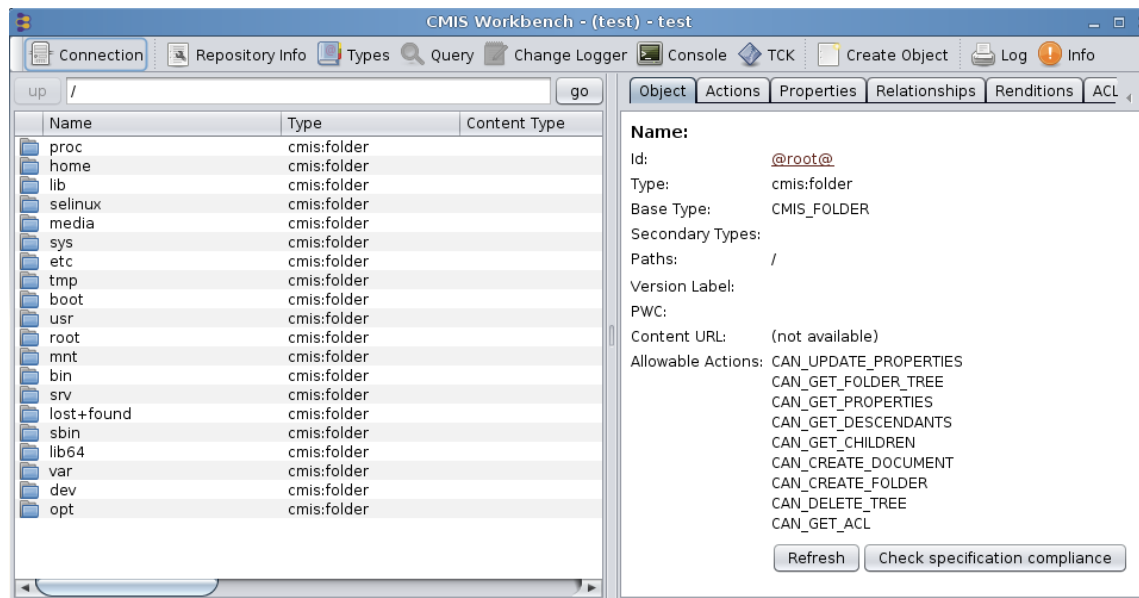 CMIS Workbench - (test) - test
Connection Repository Info Types Query Change Logger Console TCK Create Object Log Info
up / go
Name Type Content Type
proc cmis:folder
home cmis:folder
lib cmis:folder
selinux cmis:folder
media cmis:folder
sys cmis:folder
etc cmis:folder
tmp cmis:folder
boot cmis:folder
usr cmis:folder
root cmis:folder
mnt cmis:folder
bin cmis:folder
srv cmis:folder
lost+found cmis:folder
sbin cmis:folder
lib64 cmis:folder
var cmis:folder
dev cmis:folder
opt cmis:folder
Object Actions Properties Relationships Renditions ACL
Name:
Id: @root@
Type: cmis:folder
Base Type: CMIS_FOLDER
Secondary Types:
Paths: /
Version Label:
PWC:
Content URL: (not available)
Allowable Actions: CAN_UPDATE_PROPERTIES
CAN_GET_FOLDER_TREE
CAN_GET_PROPERTIES
CAN_GET_DESCENDANTS
CAN_GET_CHILDREN
CAN_CREATE_DOCUMENT
CAN_CREATE_FOLDER
CAN_DELETE_TREE
CAN_GET_ACL
Refresh Check specification compliance